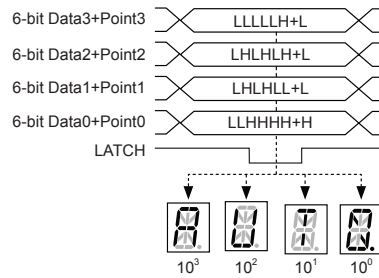 6-bit Data3+Point3 LLLLLH+L
6-bit Data2+Point2 LHLHLH+L
6-bit Data1+Point1 LHLHLL+L
6-bit Data0+Point0 LLHHHH+H
LATCH
A U T O.
10³ 10² 10¹ 10⁰